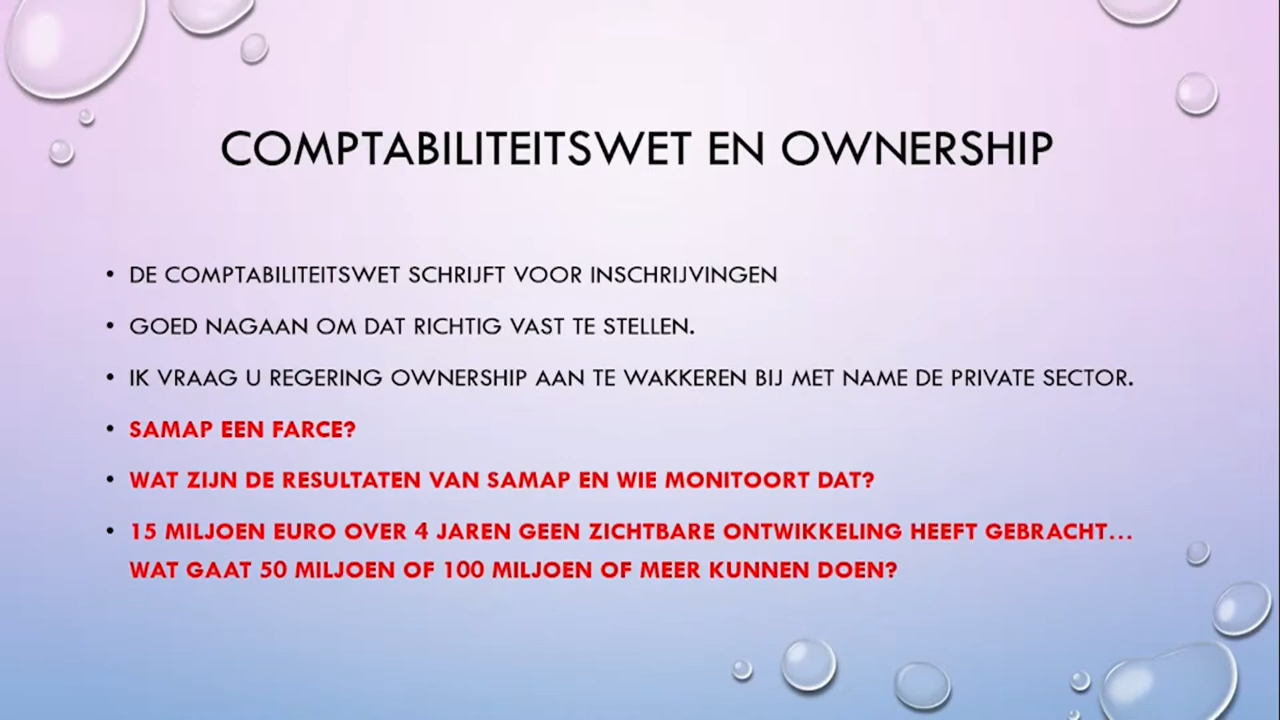 COMPTABILITEITSWET EN OWNERSHIP
• DE COMPTABILITEITSWET SCHRIJFT VOOR INSCHRIJVINGEN
• GOED NAGAAN OM DAT RICHTIG VAST TE STELLEN.
• IK VRAAG U REGERING OWNERSHIP AAN TE WAKKEREN BIJ MET NAME DE PRIVATE SECTOR.
• SAMAP EEN FARCE?
• WAT ZIJN DE RESULTATEN VAN SAMAP EN WIE MONITOORT DAT?
• 15 MILJOEN EURO OVER 4 JAREN GEEN ZICHTBARE ONTWIKKELING HEEFT GEBRACHT…
WAT GAAT 50 MILJOEN OF 100 MILJOEN OF MEER KUNNEN DOEN?